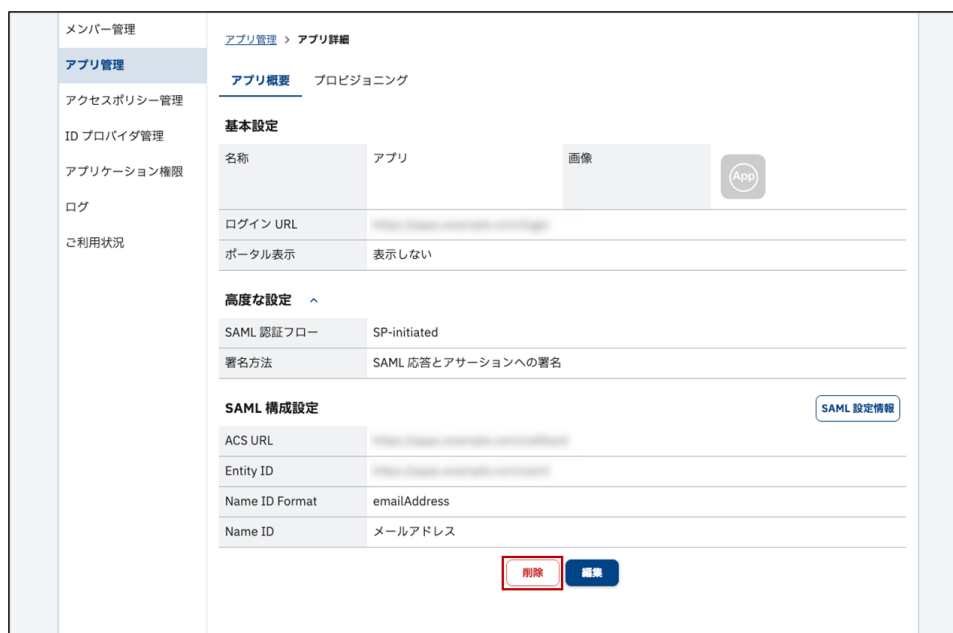 メンバー管理
アプリ管理
アクセスポリシー管理
ID プロバイダ管理
アプリケーション権限
ログ
ご利用状況
アプリ管理 > アプリ詳細
アプリ概要 プロビジョニング
基本設定
名称 アプリ 画像 App
ログイン URL
ポータル表示 表示しない
高度な設定
SAML 認証フロー SP-initiated
署名方法 SAML 応答とアサーションへの署名
SAML 構成設定 SAML 設定情報
ACS URL
Entity ID
Name ID Format emailAddress
Name ID メールアドレス
削除 編集